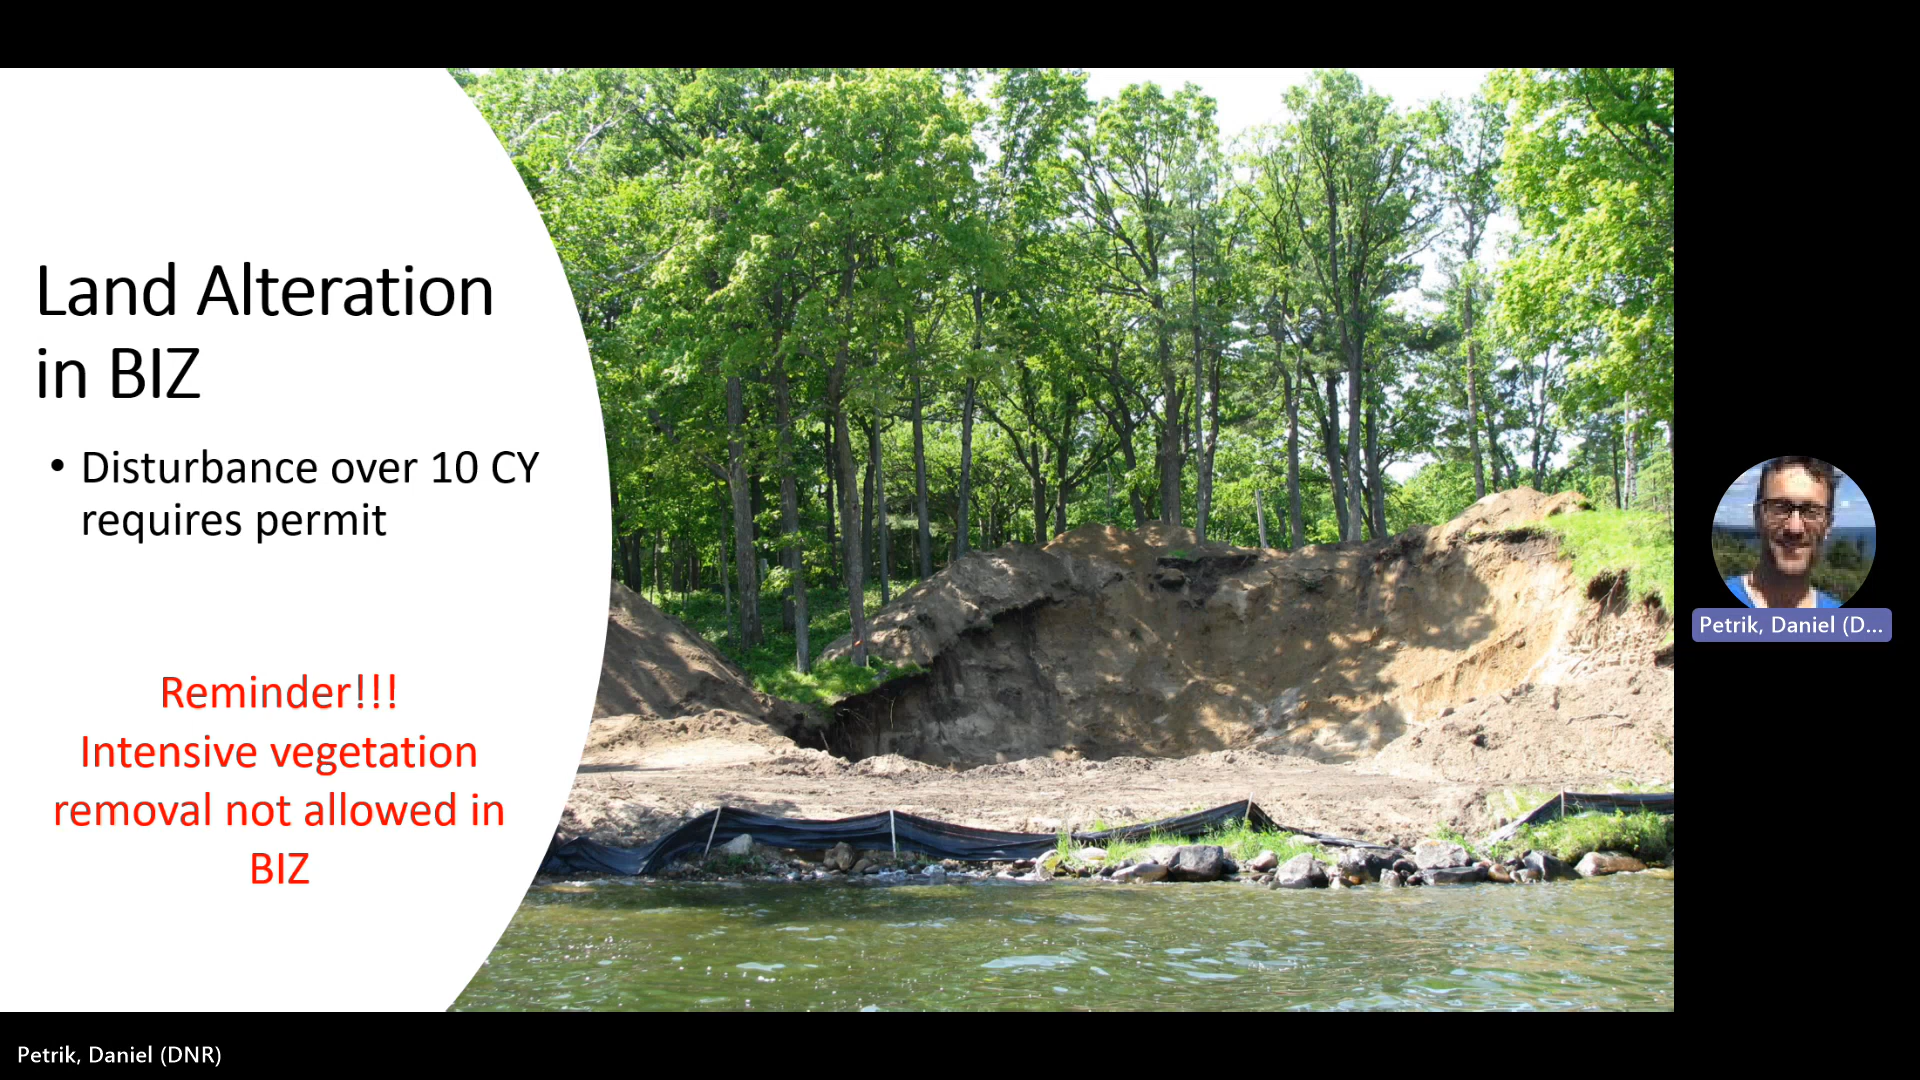 Land Alteration
in BIZ
• Disturbance over 10 CY
requires permit
Reminder!!!
Intensive vegetation
removal not allowed in
BIZ
Petrik, Daniel (D...
Petrik, Daniel (DNR)